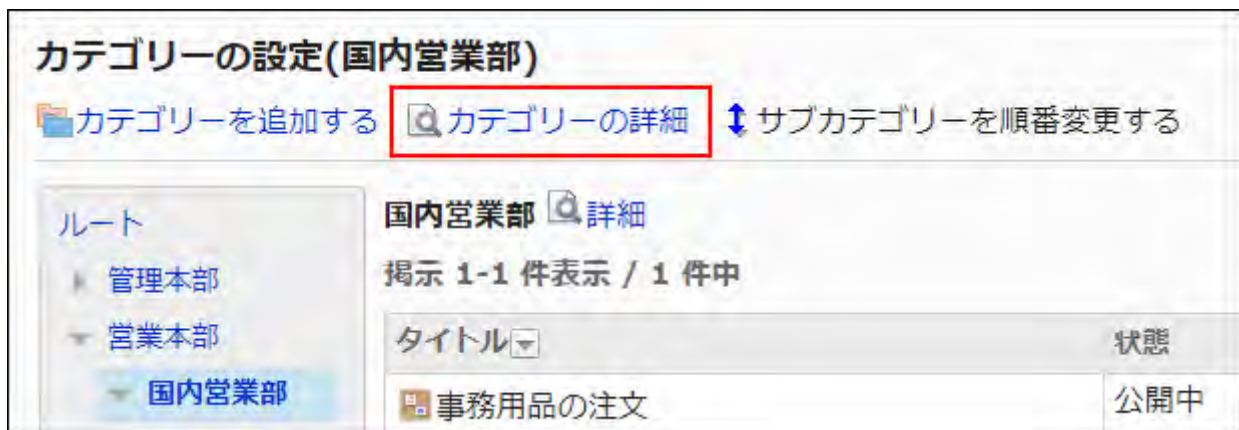 カテゴリーの設定(国内営業部)
カテゴリーを追加する カテゴリーの詳細 サブカテゴリーを順番変更する
ルート
管理本部
営業本部
国内営業部
国内営業部 詳細
掲示 1-1 件表示 / 1 件中
タイトル 状態
事務用品の注文 公開中